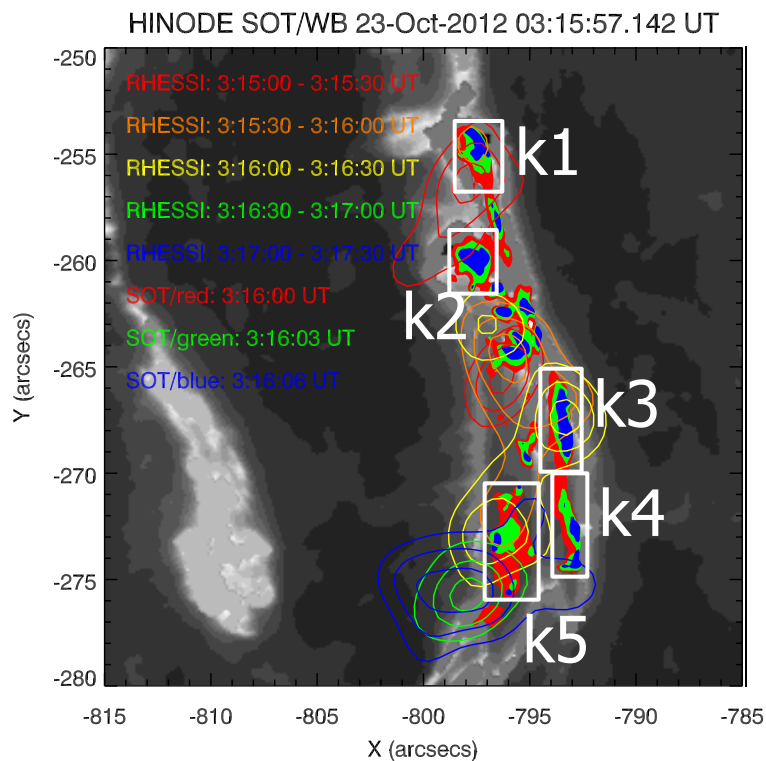 HINODE SOT/WB 23-Oct-2012 03:15:57.142 UT
-250
RHESSI: 3:15:00 - 3:15:30 UT
RHESSI: 3:15:30 - 3:16:00 UT
k1
-255
RHESSI: 3:16:00 - 3:16:30 UT
RHESSI: 3:16:30 - 3:17:00 UT
RHESSI: 3:17:00 - 3:17:30 UT
-260
SOT/red: 3:16:00 UT
k2
SOT/green: 3:16:03 UT
-265
SOT/blue: 3:16:06 UT
k3
-270
k4
-275
k5
-280
Y (arcsecs)
-815 -810 -805 -800 -795 -790 -785
X (arcsecs)